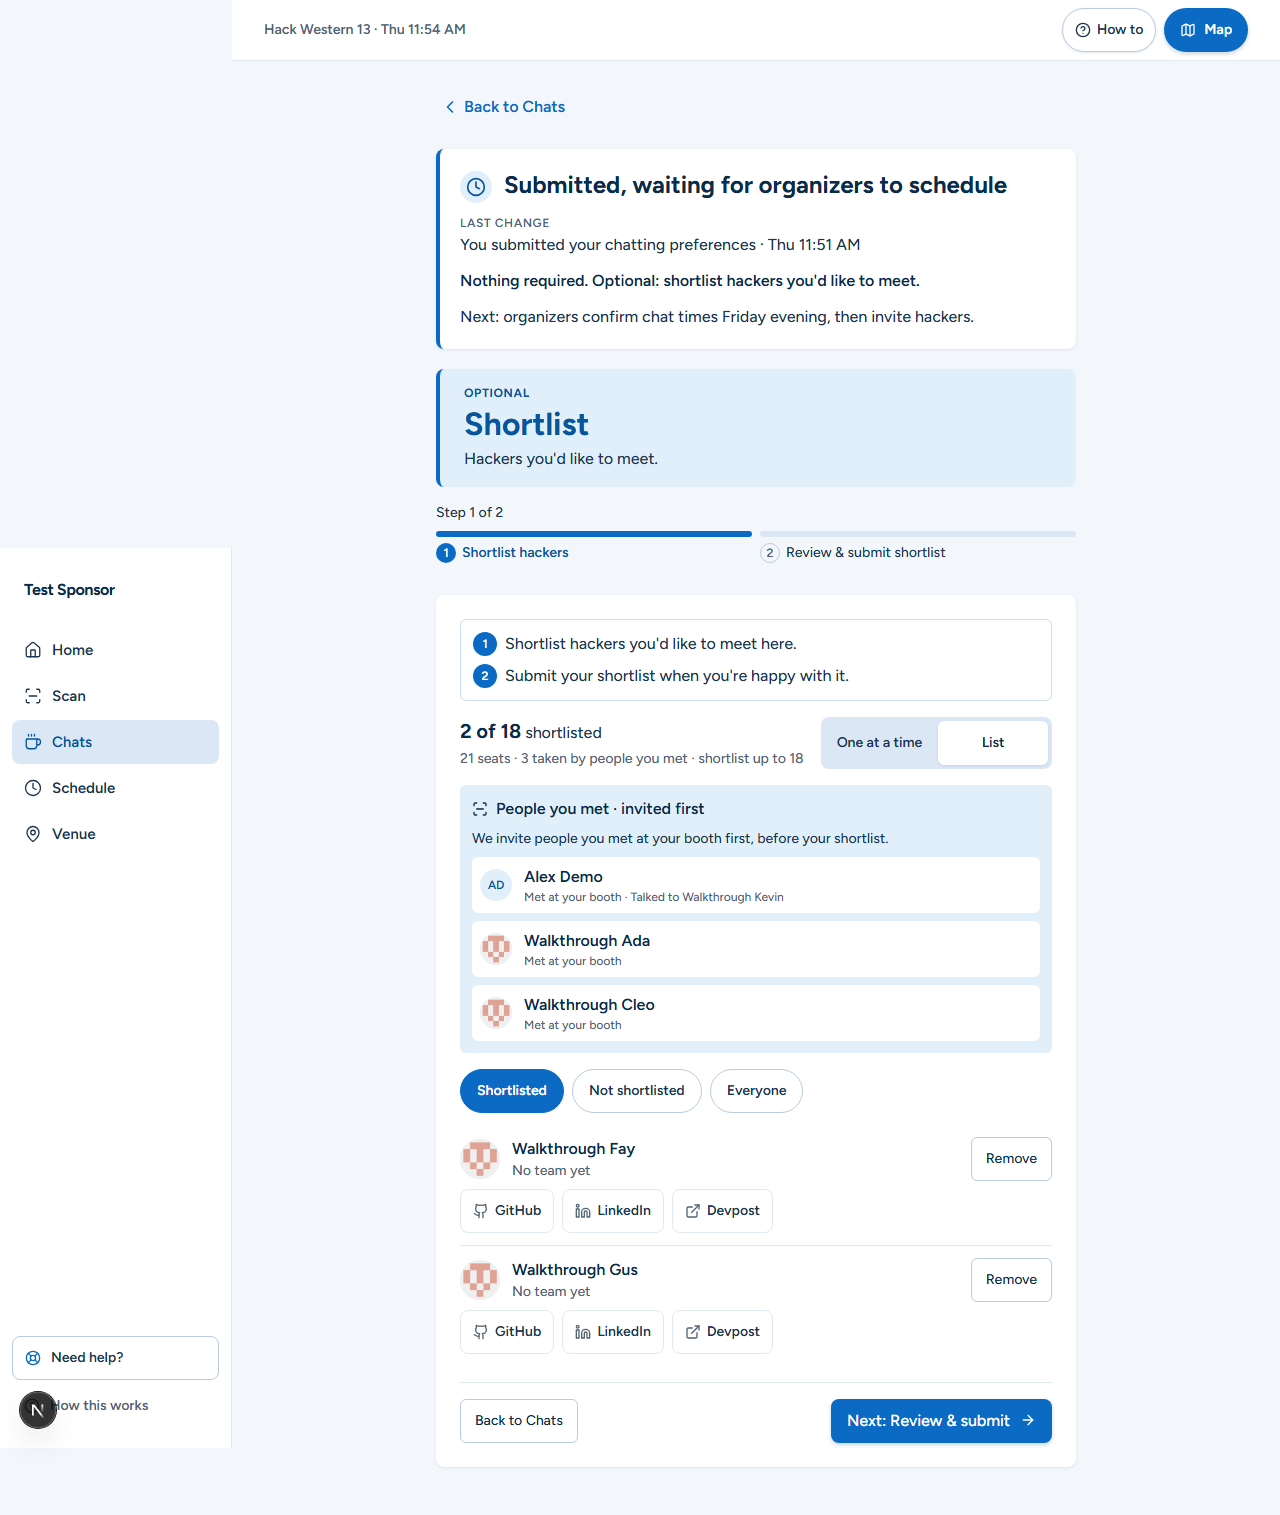 Hack Western 13 · Thu 11:54 AM
How to
Map
Back to Chats
Submitted, waiting for organizers to schedule
LAST CHANGE
You submitted your chatting preferences · Thu 11:51 AM
Nothing required. Optional: shortlist hackers you'd like to meet.
Next: organizers confirm chat times Friday evening, then invite hackers.
OPTIONAL
Shortlist
Hackers you'd like to meet.
Step 1 of 2
1 Shortlist hackers
2 Review & submit shortlist
Test Sponsor
Home
Scan
Chats
Schedule
Venue
Need help?
How this works
N
1 Shortlist hackers you'd like to meet here.
2 Submit your shortlist when you're happy with it.
2 of 18 shortlisted
21 seats · 3 taken by people you met · shortlist up to 18
One at a time
List
People you met · invited first
We invite people you met at your booth first, before your shortlist.
AD
Alex Demo
Met at your booth · Talked to Walkthrough Kevin
Walkthrough Ada
Met at your booth
Walkthrough Cleo
Met at your booth
Shortlisted
Not shortlisted
Everyone
Walkthrough Fay
No team yet
Remove
GitHub
LinkedIn
Devpost
Walkthrough Gus
No team yet
Remove
GitHub
LinkedIn
Devpost
Back to Chats
Next: Review & submit